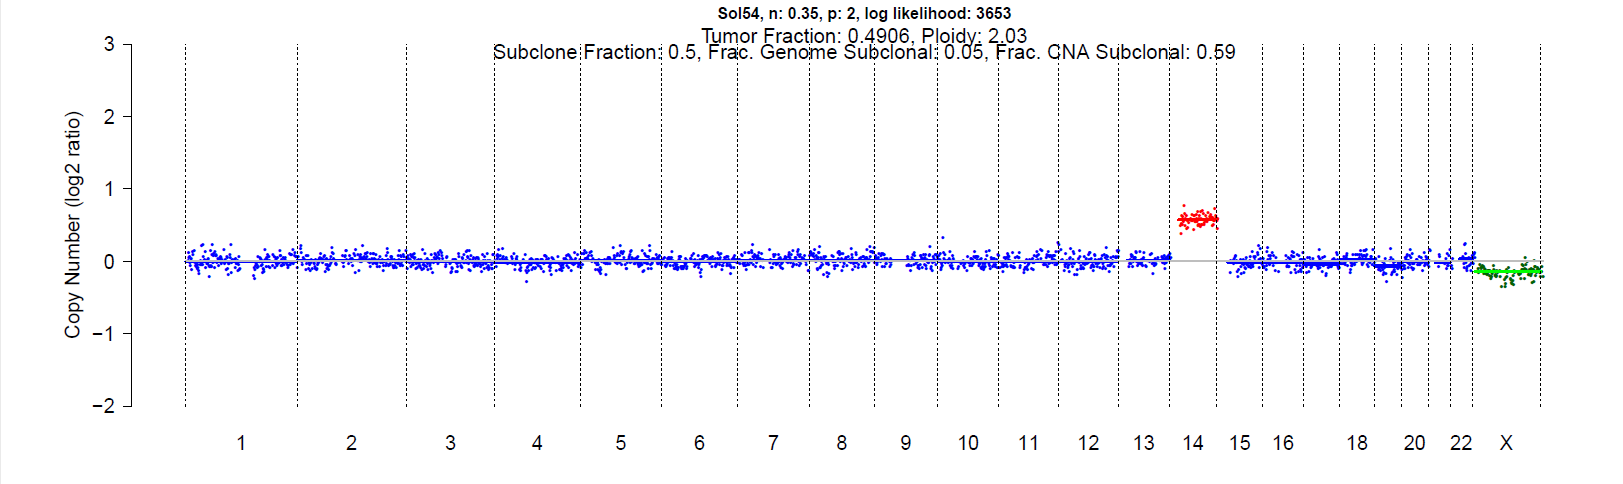 Sol54, n: 0.35, p: 2, log likelihood: 3653
Tumor Fraction: 0.4906, Ploidy: 2.03
Subclone Fraction: 0.5, Frac. Genome Subclonal: 0.05, Frac. CNA Subclonal: 0.59
Copy Number (log2 ratio)
3
2
1
0
−1
−2
1 2 3 4 5 6 7 8 9 10 11 12 13 14 15 16 18 20 22 X